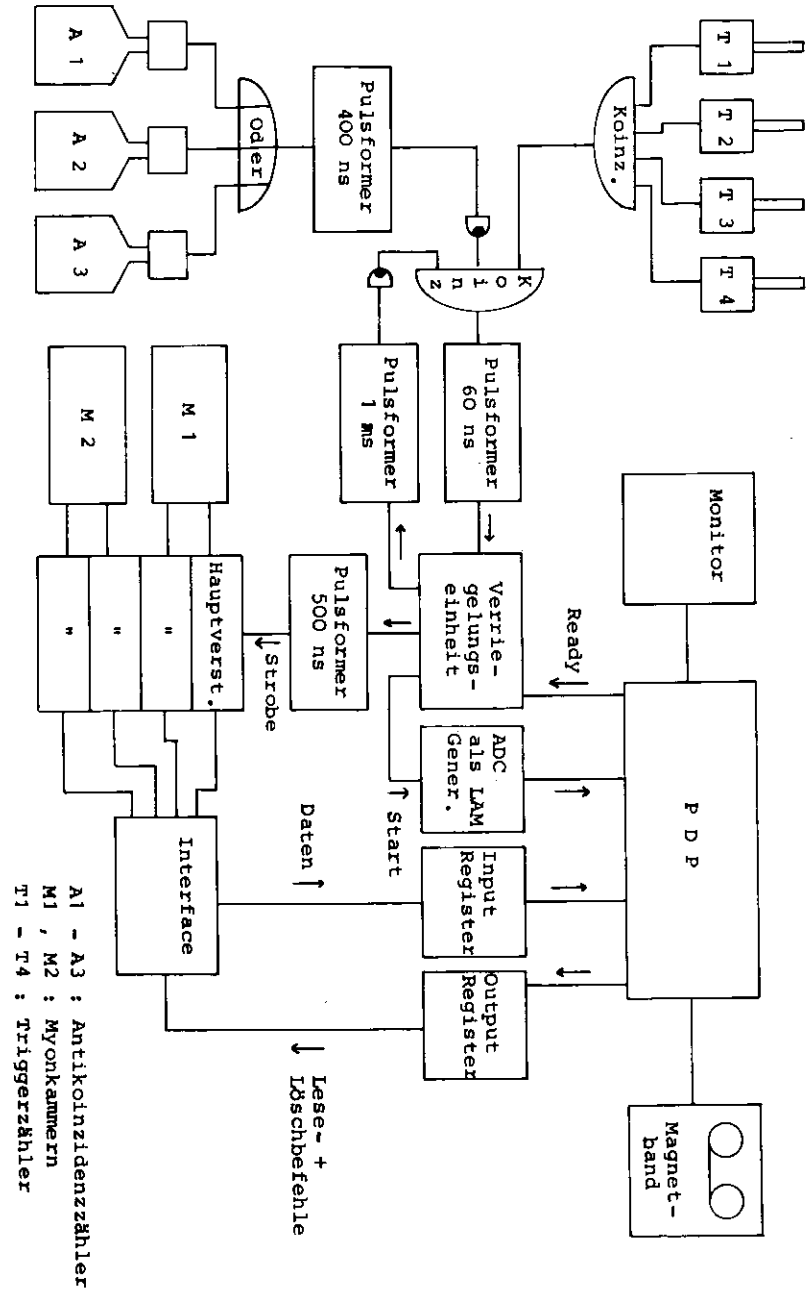 T 1
T 2
T 3
T 4
Koinz.
Monitor
P D P
Magnet-
band
Ready
Koinz
Pulsformer
60 ns
Verrie-
gelungs-
einheit
ADC
als LAM
Gener.
Input
Register
Output
Register
Pulsformer
400 ns
Pulsformer
1 ms
Start
Pulsformer
500 ns
Daten
Lese- +
Löschbefehle
Strobe
Oder
A 1
A 2
A 3
M 1
M 2
Hauptverst.
"
"
"
Interface
A1 - A3 : Antikoinzidenzzähler
M1 , M2 : Myonkammern
T1 - T4 : Triggerzähler